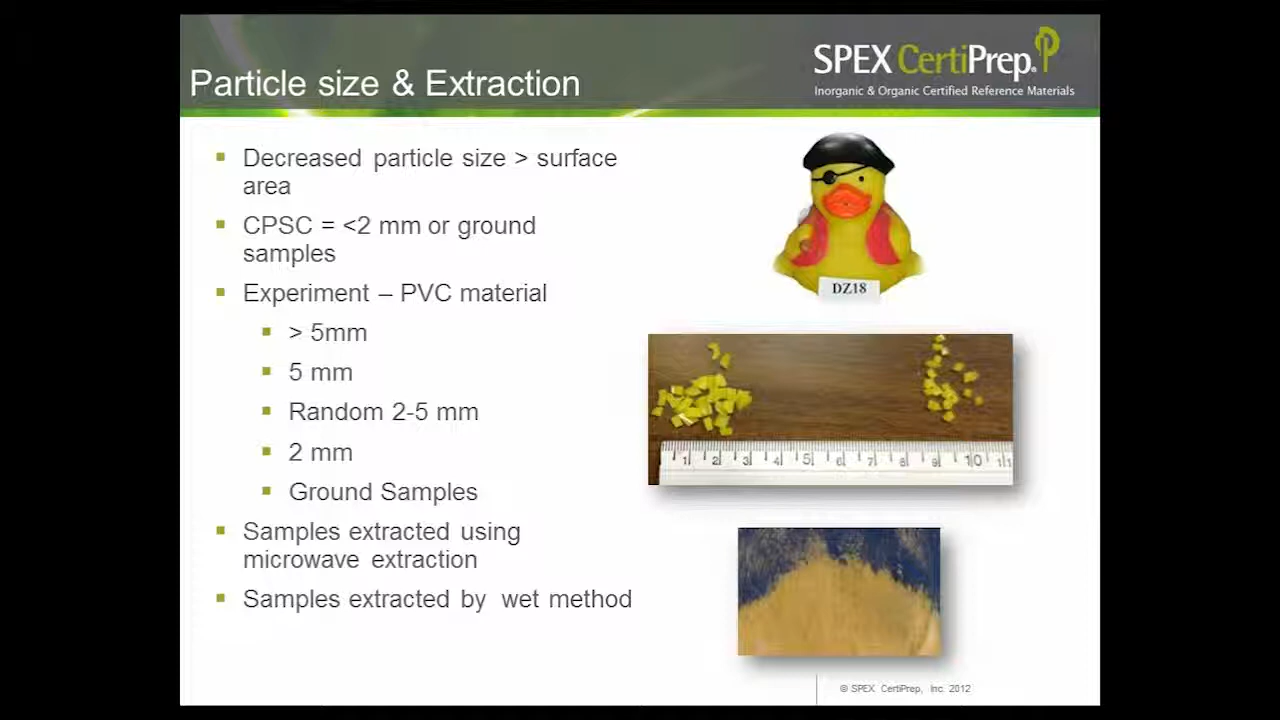 SPEX CertiPrep.
Inorganic & Organic Certified Reference Materials
Particle size & Extraction
Decreased particle size > surface
area
CPSC = <2 mm or ground
samples
Experiment – PVC material
> 5mm
5 mm
Random 2-5 mm
2 mm
Ground Samples
Samples extracted using
microwave extraction
Samples extracted by wet method
DZ18
1 2 3 4 5 6 7 8 9 10 11
© SPEX CertiPrep, Inc. 2012